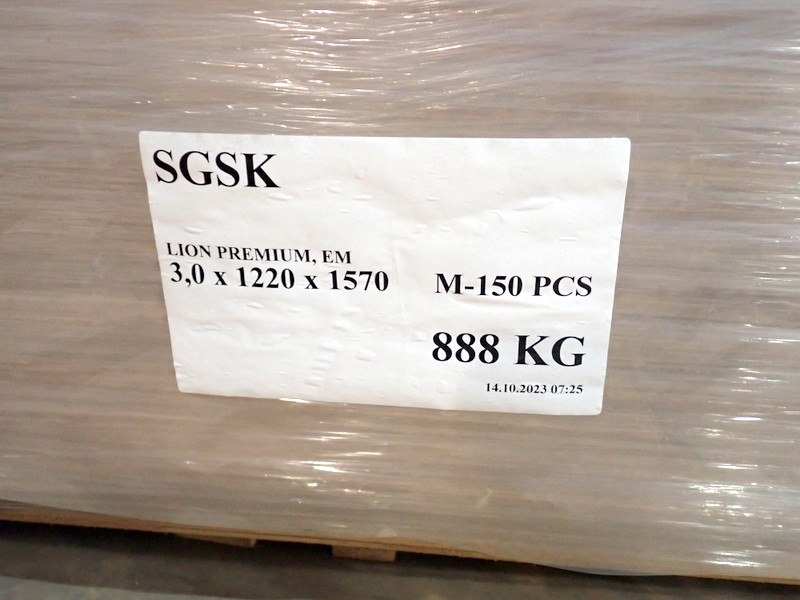 SGSK
LION PREMIUM, EM
3,0 x 1220 x 1570 M-150 PCS
888 KG
14.10.2023 07:25